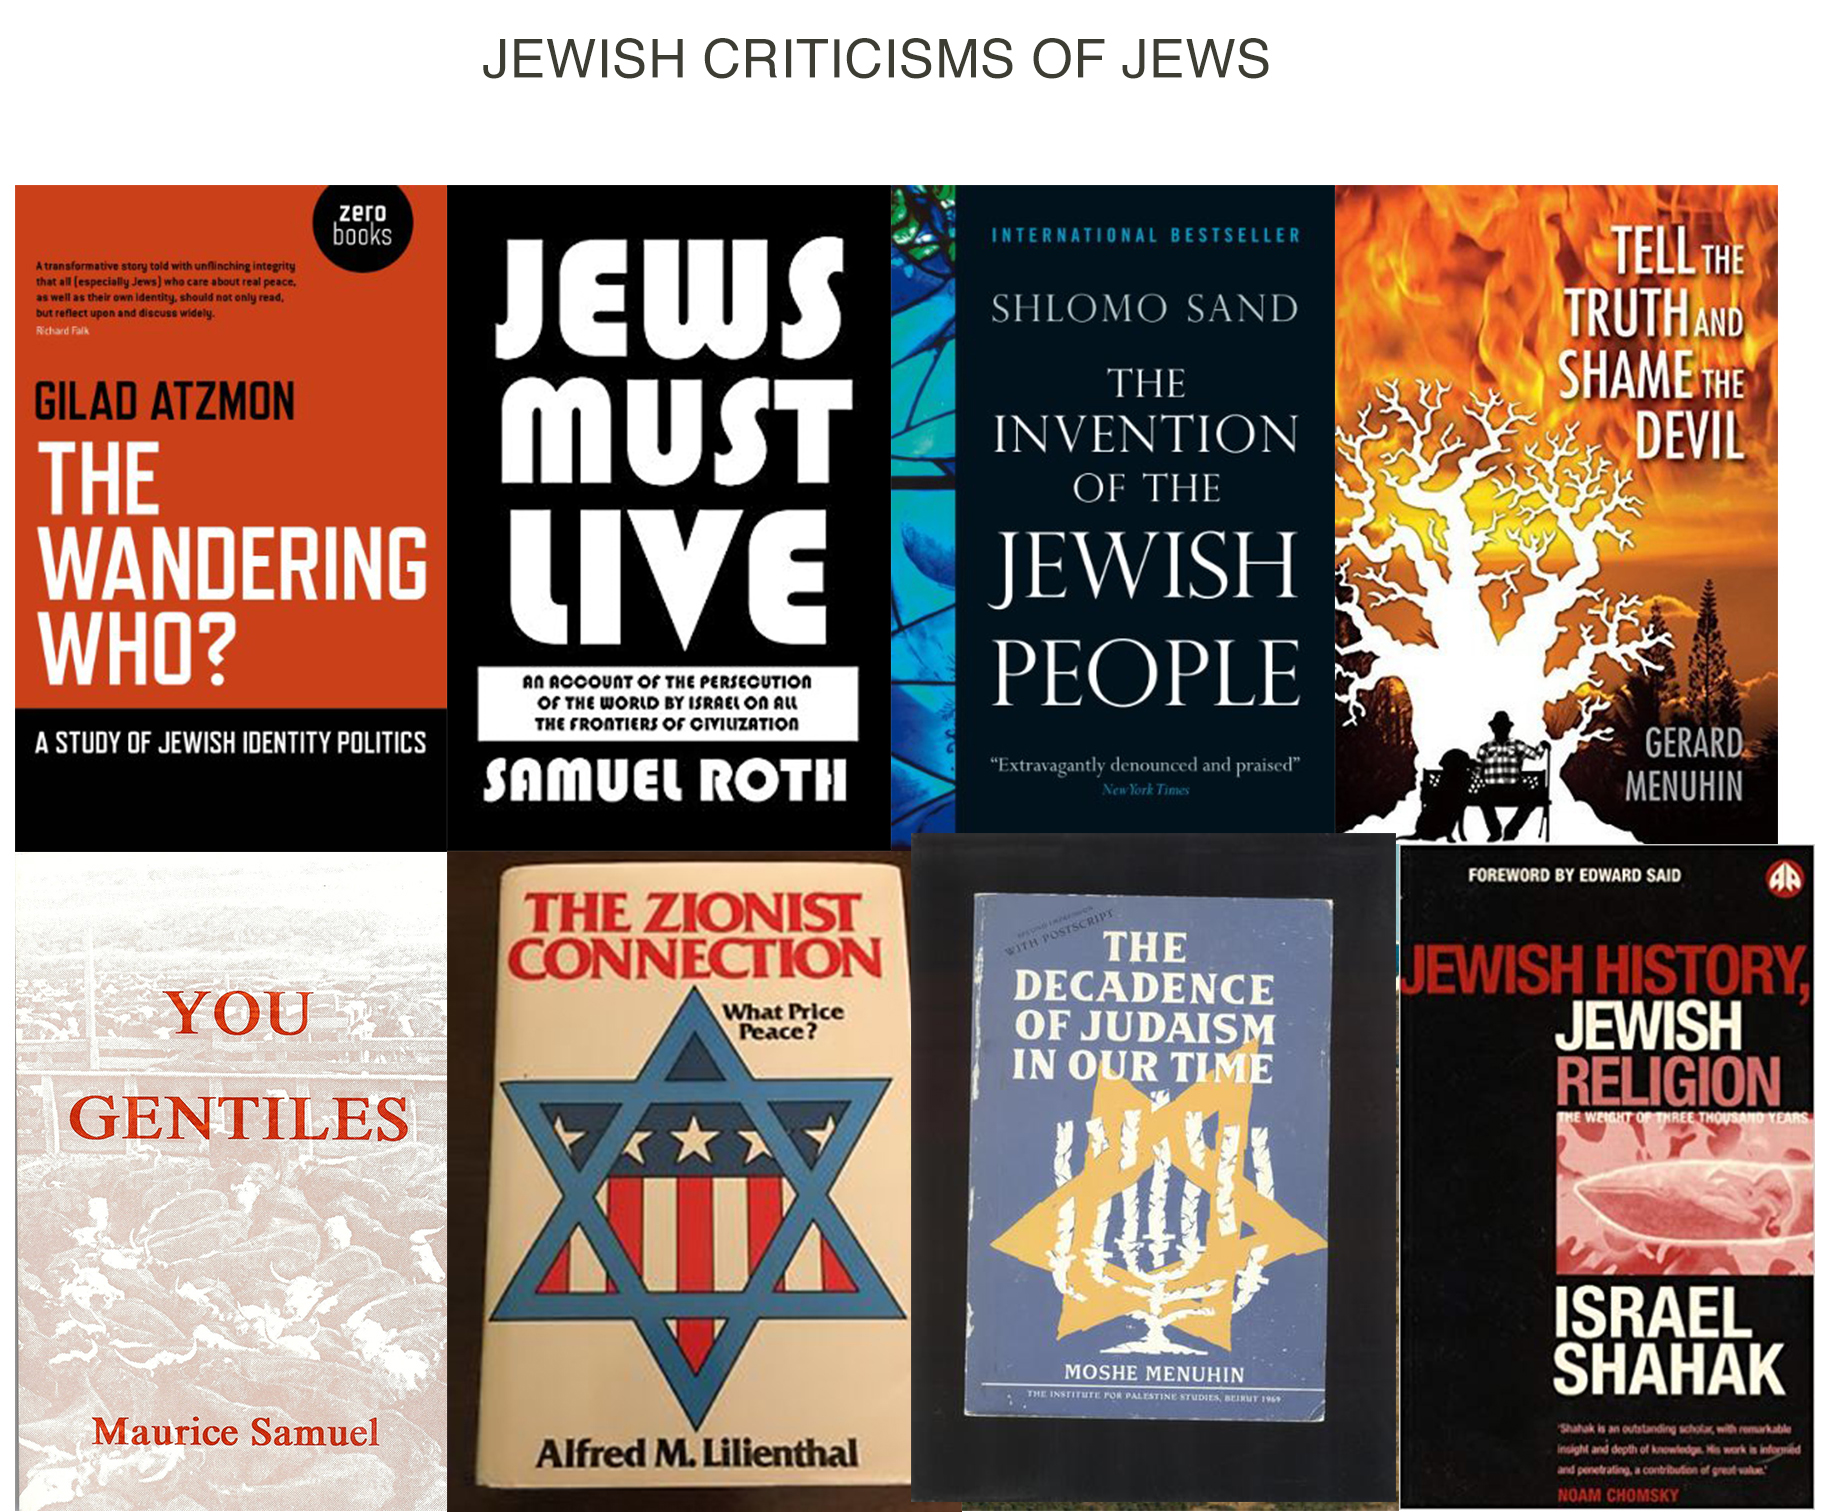 JEWISH CRITICISMS OF JEWS
zero
books
A transformative story told with unflinching integrity
that all (especially Jews) who care about real peace,
as well as their own identity, should not only read,
but reflect upon and discuss widely.
Richard Falk
GILAD ATZMON
THE
WANDERING
WHO?
A STUDY OF JEWISH IDENTITY POLITICS
JEWS
MUST
LIVE
AN ACCOUNT OF THE PERSECUTION
OF THE WORLD BY ISRAEL ON ALL
THE FRONTIERS OF CIVILIZATION
SAMUEL ROTH
INTERNATIONAL BESTSELLER
SHLOMO SAND
THE
INVENTION
OF THE
JEWISH
PEOPLE
"Extravagantly denounced and praised"
New York Times
TELL THE
TRUTH AND
SHAME THE
DEVIL
GERARD
MENUHIN
YOU
GENTILES
Maurice Samuel
THE ZIONIST
CONNECTION
What Price
Peace?
Alfred M. Lilienthal
SECOND IMPRESSION
WITH POSTSCRIPT
THE
DECADENCE
OF JUDAISM
IN OUR TIME
MOSHE MENUHIN
THE INSTITUTE FOR PALESTINE STUDIES, BEIRUT 1969
FOREWORD BY EDWARD SAID
JEWISH HISTORY,
JEWISH
RELIGION
THE WEIGHT OF THREE THOUSAND YEARS
ISRAEL
SHAHAK
'Shahak is an outstanding scholar, with remarkable
insight and depth of knowledge. His work is informed
and penetrating, a contribution of great value.'
NOAM CHOMSKY